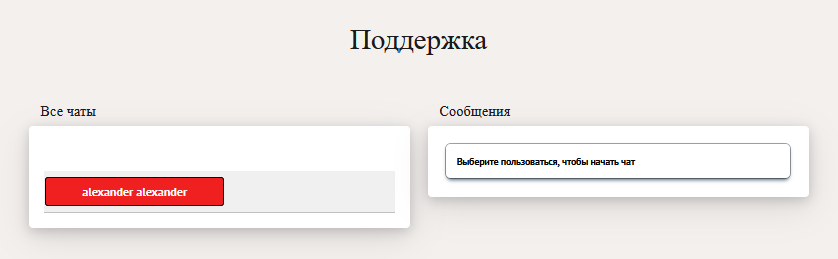 Поддержка
Все чаты
Сообщения
alexander alexander
Выберите пользоваться, чтобы начать чат